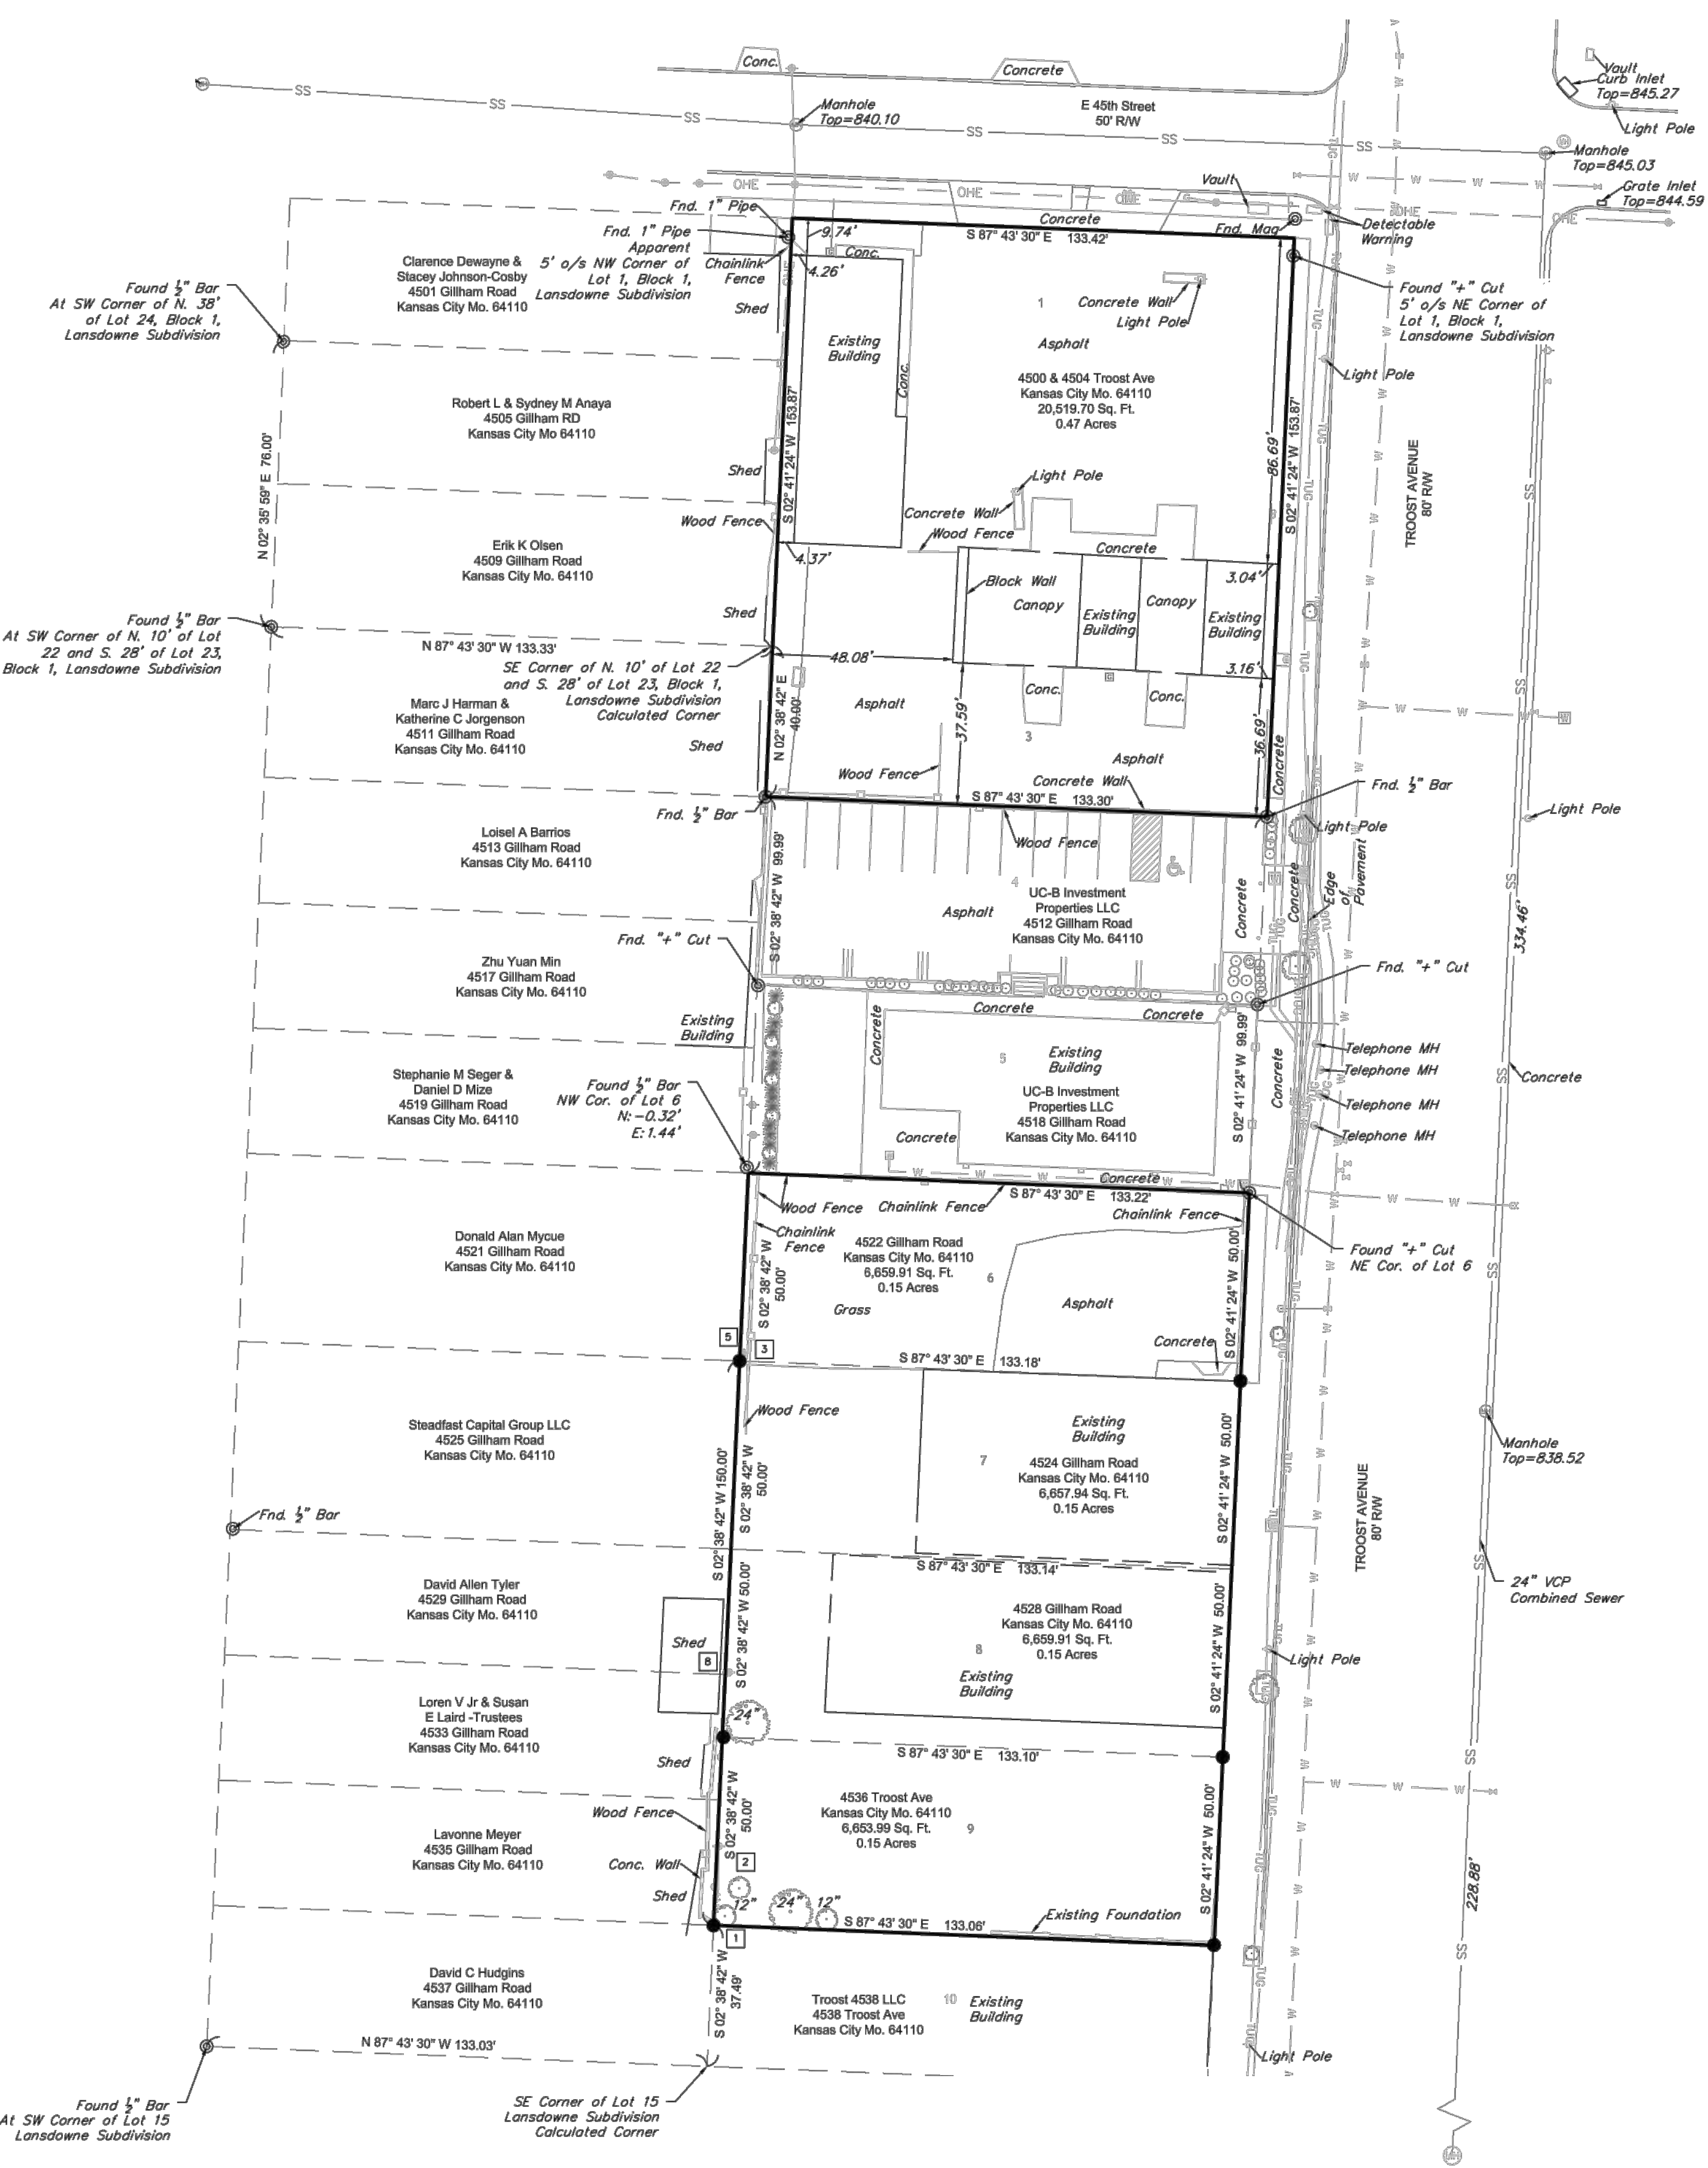 Conc.
Concrete
Vault
Curb Inlet
Top=845.27
Light Pole
E 45th Street
50' R/W
Manhole
Top=840.10
SS
SS
SS
SS
SS
SS
Manhole
Top=845.03
Grate Inlet
Top=844.59
Vault
OHE
OHE
OHE
OHE
W
W
W
W
Detectable
Warning
Fnd. 1" Pipe
Fnd. 1" Pipe
Apparent
5' o/s NW Corner of
Lot 1, Block 1,
Lansdowne Subdivision
Chainlink
Fence
Shed
Concrete
S 87° 43' 30" E 133.42'
Fnd. Mag
9.74'
4.26'
Conc.
Found "+" Cut
5' o/s NE Corner of
Lot 1, Block 1,
Lansdowne Subdivision
Light Pole
Clarence Dewayne &
Stacey Johnson-Cosby
4501 Gillham Road
Kansas City Mo. 64110
Found ½" Bar
At SW Corner of N. 38'
of Lot 24, Block 1,
Lansdowne Subdivision
Concrete Wall
Light Pole
1
Existing
Building
Conc.
Asphalt
4500 & 4504 Troost Ave
Kansas City Mo. 64110
20,519.70 Sq. Ft.
0.47 Acres
S 02° 41' 24" W 153.87'
86.69'
S 02° 41' 24" W 153.87'
TROOST AVENUE
80' R/W
Robert L & Sydney M Anaya
4505 Gillham RD
Kansas City Mo 64110
N 02° 35' 59" E 76.00'
Shed
Wood Fence
Light Pole
Concrete Wall
Wood Fence
Concrete
Erik K Olsen
4509 Gillham Road
Kansas City Mo. 64110
4.37'
Block Wall
Canopy
Existing
Building
Canopy
3.04'
Existing
Building
Shed
Found ½" Bar
At SW Corner of N. 10' of Lot
22 and S. 28' of Lot 23,
Block 1, Lansdowne Subdivision
N 87° 43' 30" W 133.33'
SE Corner of N. 10' of Lot 22
and S. 28' of Lot 23, Block 1,
Lansdowne Subdivision
Calculated Corner
48.08'
3.16'
Conc.
Conc.
Marc J Harman &
Katherine C Jorgenson
4511 Gillham Road
Kansas City Mo. 64110
Shed
N 02° 38' 42" E
40.00'
Asphalt
37.59'
3
Asphalt
36.69'
Concrete
Wood Fence
Concrete Wall
S 87° 43' 30" E 133.30'
Fnd. ½" Bar
Fnd. ½" Bar
Light Pole
Light Pole
Wood Fence
Loisel A Barrios
4513 Gillham Road
Kansas City Mo. 64110
S 02° 38' 42" W 99.99'
4
Asphalt
UC-B Investment
Properties LLC
4512 Gillham Road
Kansas City Mo. 64110
Concrete
Concrete
Edge
of
Pavement
334.46'
Fnd. "+" Cut
Fnd. "+" Cut
Zhu Yuan Min
4517 Gillham Road
Kansas City Mo. 64110
Existing
Building
Concrete
Concrete
Concrete
5
Existing
Building
UC-B Investment
Properties LLC
4518 Gillham Road
Kansas City Mo. 64110
S 02° 41' 24" W 99.99'
Concrete
Telephone MH
Telephone MH
Telephone MH
Telephone MH
Concrete
Stephanie M Seger &
Daniel D Mize
4519 Gillham Road
Kansas City Mo. 64110
Found ½" Bar
NW Cor. of Lot 6
N:-0.32'
E:1.44'
Concrete
Concrete
S 87° 43' 30" E 133.22'
Wood Fence
Chainlink Fence
Chainlink Fence
Chainlink
Fence
Found "+" Cut
NE Cor. of Lot 6
Donald Alan Mycue
4521 Gillham Road
Kansas City Mo. 64110
S 02° 38' 42" W
50.00'
4522 Gillham Road
Kansas City Mo. 64110
6,659.91 Sq. Ft.
0.15 Acres
6
Grass
Asphalt
Concrete
S 02° 41' 24" W 50.00'
5
3
S 87° 43' 30" E 133.18'
Wood Fence
Steadfast Capital Group LLC
4525 Gillham Road
Kansas City Mo. 64110
S 02° 38' 42" W 150.00'
S 02° 38' 42" W
50.00'
Existing
Building
7
4524 Gillham Road
Kansas City Mo. 64110
6,657.94 Sq. Ft.
0.15 Acres
S 02° 41' 24" W 50.00'
TROOST AVENUE
80' R/W
Manhole
Top=838.52
Fnd. ½" Bar
S 87° 43' 30" E 133.14'
24" VCP
Combined Sewer
David Allen Tyler
4529 Gillham Road
Kansas City Mo. 64110
Shed
8
S 02° 38' 42" W 50.00'
4528 Gillham Road
Kansas City Mo. 64110
6,659.91 Sq. Ft.
0.15 Acres
8
Existing
Building
S 02° 41' 24" W 50.00'
Light Pole
Loren V Jr & Susan
E Laird -Trustees
4533 Gillham Road
Kansas City Mo. 64110
24"
Shed
S 87° 43' 30" E 133.10'
Wood Fence
S 02° 38' 42" W
50.00'
4536 Troost Ave
Kansas City Mo. 64110
6,653.99 Sq. Ft.
0.15 Acres
9
S 02° 41' 24" W 50.00'
Lavonne Meyer
4535 Gillham Road
Kansas City Mo. 64110
Conc. Wall
Shed
2
12"
24"
12"
1
S 87° 43' 30" E 133.06'
Existing Foundation
228.88'
David C Hudgins
4537 Gillham Road
Kansas City Mo. 64110
S 02° 38' 42" W
37.49'
Troost 4538 LLC
4538 Troost Ave
Kansas City Mo. 64110
10
Existing
Building
N 87° 43' 30" W 133.03'
Light Pole
Found ½" Bar
At SW Corner of Lot 15
Lansdowne Subdivision
SE Corner of Lot 15
Lansdowne Subdivision
Calculated Corner